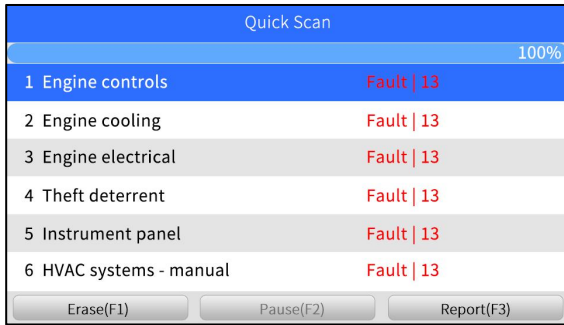 Quick Scan
100%
1 Engine controls Fault | 13
2 Engine cooling Fault | 13
3 Engine electrical Fault | 13
4 Theft deterrent Fault | 13
5 Instrument panel Fault | 13
6 HVAC systems - manual Fault | 13
Erase(F1) Pause(F2) Report(F3)